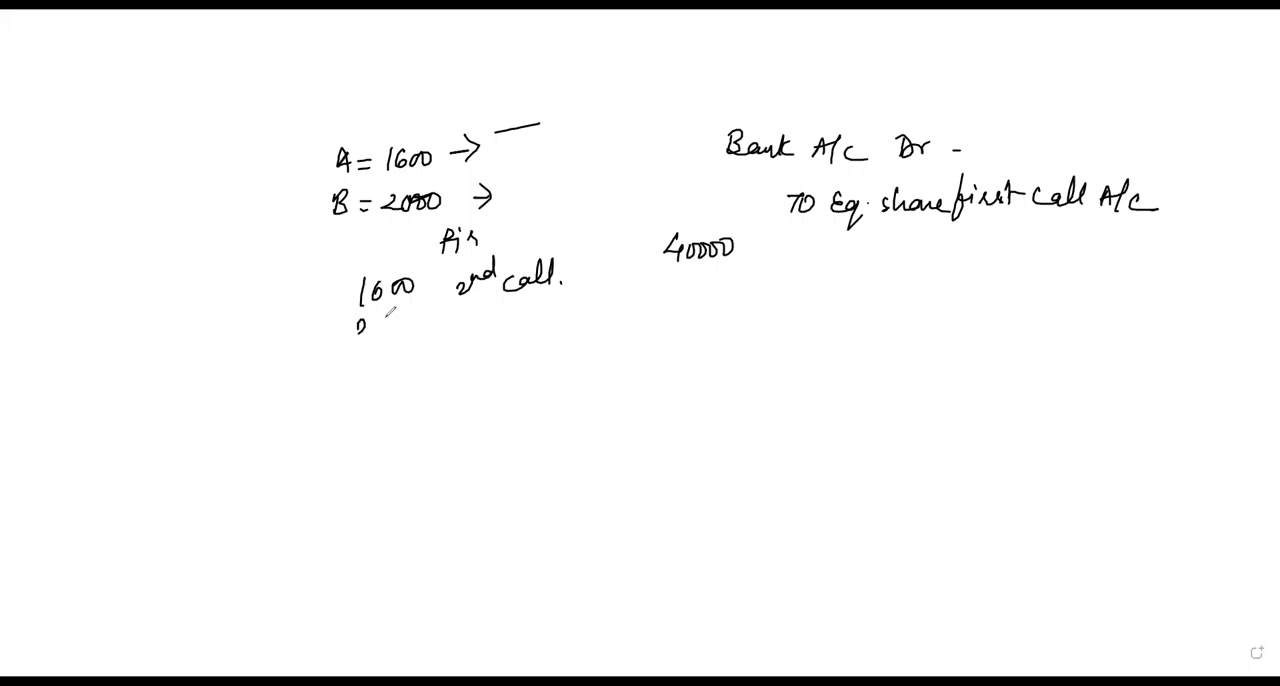 A = 1600 →
B = 2000 →
fir
1600 2nd call.
Bank A/C Dr -
To Eq. share first call A/C
40000